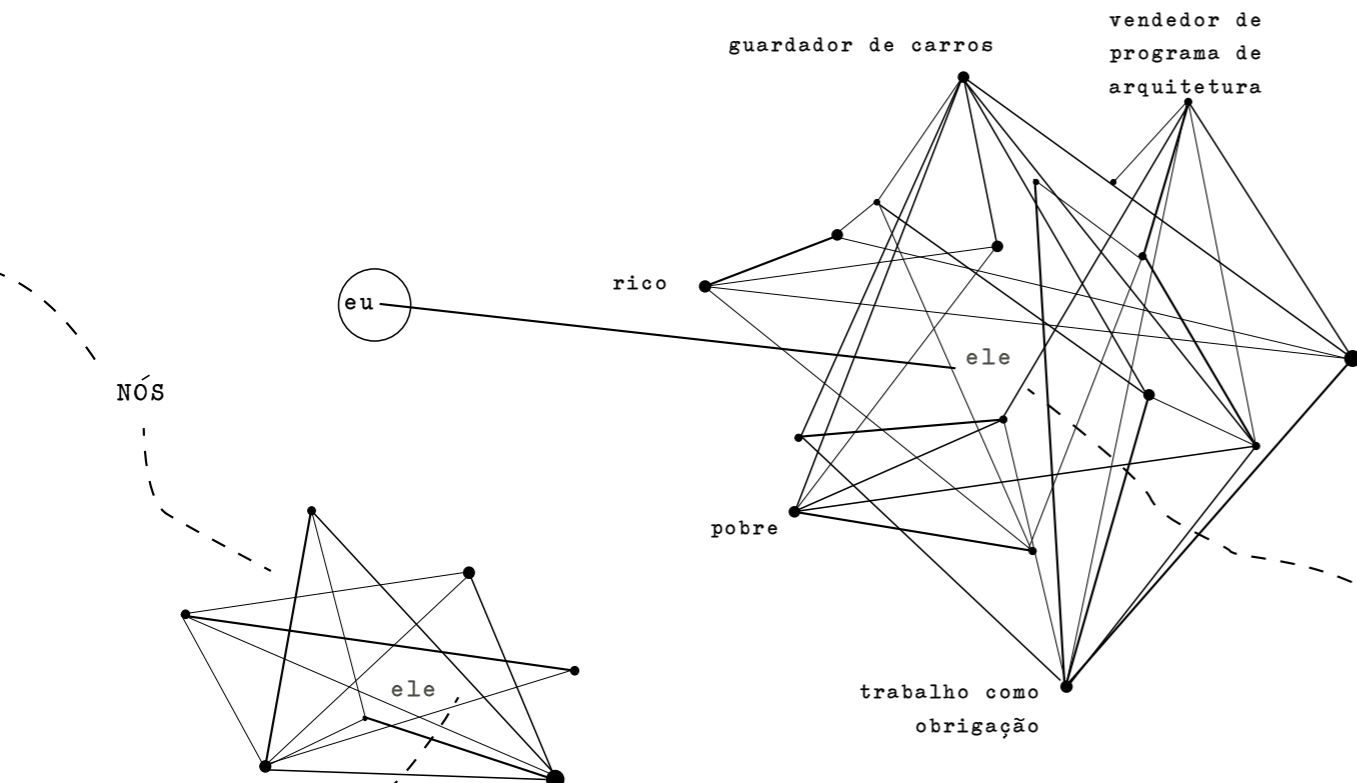 vendedor de
programa de
arquitetura
guardador de carros
rico
eu
ele
NÓS
pobre
ele
trabalho como
obrigação